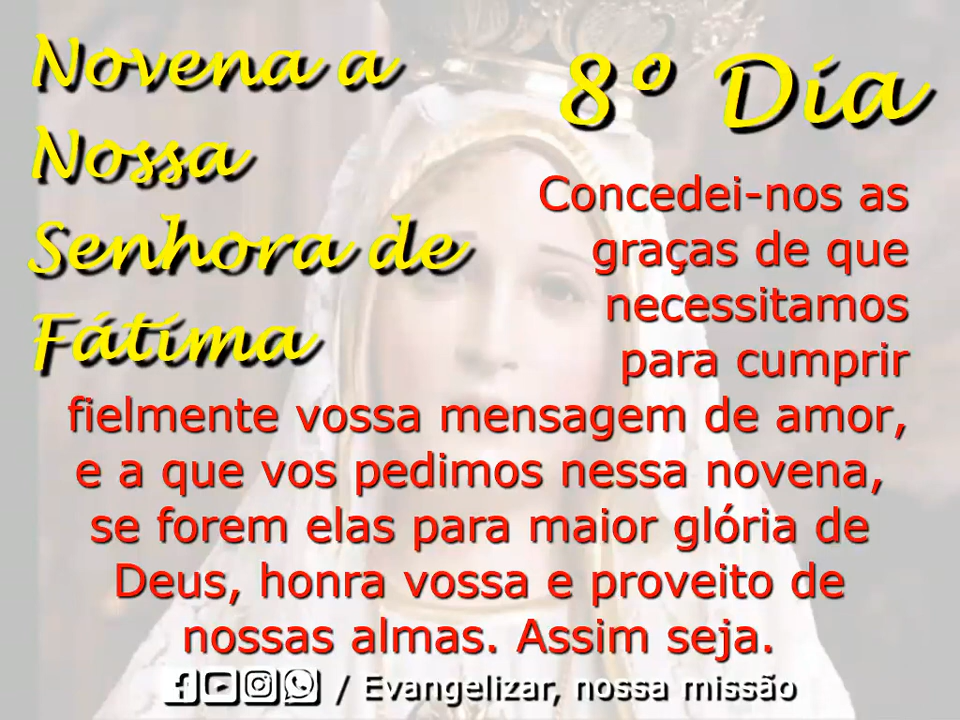 Novena a
Nossa
Senhora de
Fátima
8º Dia
Concedei-nos as
graças de que
necessitamos
para cumprir
fielmente vossa mensagem de amor,
e a que vos pedimos nessa novena,
se forem elas para maior glória de
Deus, honra vossa e proveito de
nossas almas. Assim seja.
/ Evangelizar, nossa missão